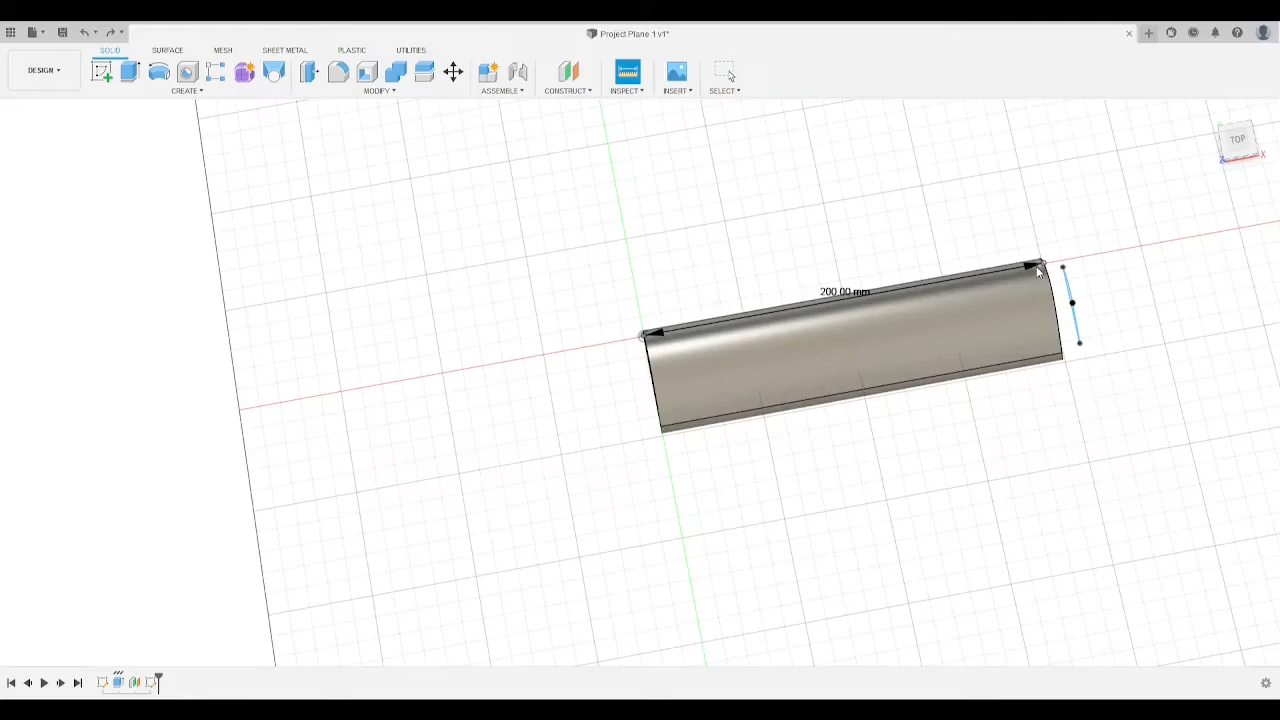 Project Plane 1 v1*
SOLID SURFACE MESH SHEET METAL PLASTIC UTILITIES
DESIGN
CREATE MODIFY ASSEMBLE CONSTRUCT INSPECT INSERT SELECT
TOP
Z X
200.00 mm